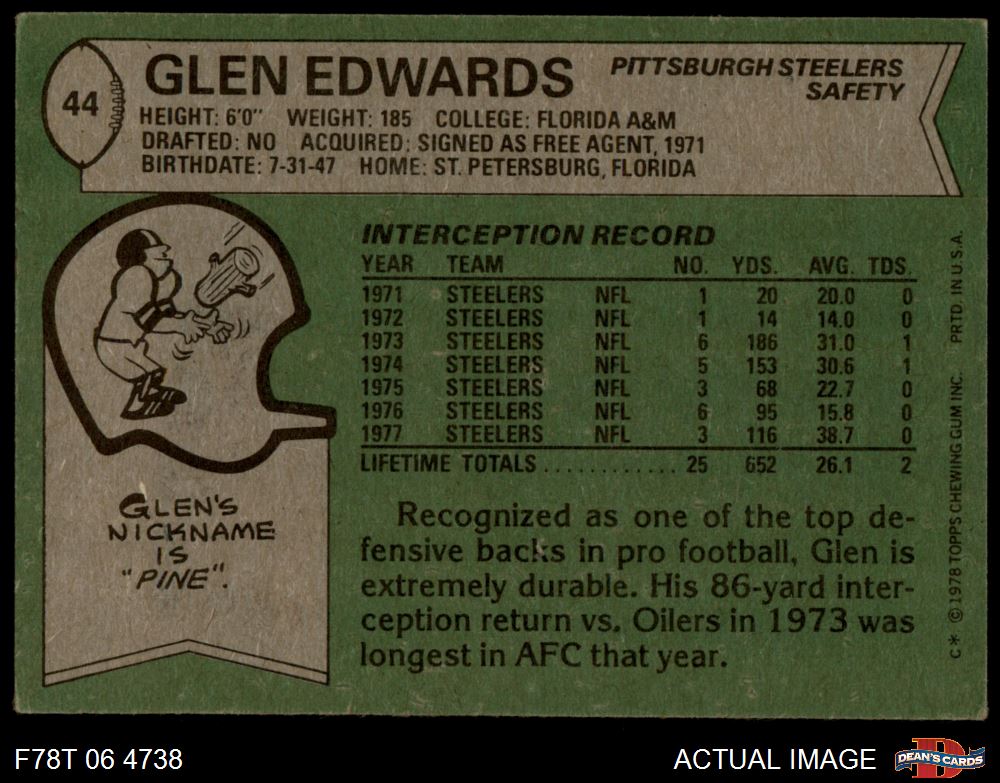 44
GLEN EDWARDS
PITTSBURGH STEELERS
SAFETY
HEIGHT: 6'0" WEIGHT: 185 COLLEGE: FLORIDA A&M
DRAFTED: NO ACQUIRED: SIGNED AS FREE AGENT, 1971
BIRTHDATE: 7-31-47 HOME: ST. PETERSBURG, FLORIDA
INTERCEPTION RECORD
YEAR TEAM NO. YDS. AVG. TDS.
1971 STEELERS NFL 1 20 20.0 0
1972 STEELERS NFL 1 14 14.0 0
1973 STEELERS NFL 6 186 31.0 1
1974 STEELERS NFL 5 153 30.6 1
1975 STEELERS NFL 3 68 22.7 0
1976 STEELERS NFL 6 95 15.8 0
1977 STEELERS NFL 3 116 38.7 0
LIFETIME TOTALS ............ 25 652 26.1 2
GLEN'S
NICKNAME
IS
"PINE".
Recognized as one of the top de-
fensive backs in pro football, Glen is
extremely durable. His 86-yard inter-
ception return vs. Oilers in 1973 was
longest in AFC that year.
C* © 1978 TOPPS CHEWING GUM INC. PRTD. IN U.S.A.
F78T 06 4738
ACTUAL IMAGE
D
DEAN'S CARDS